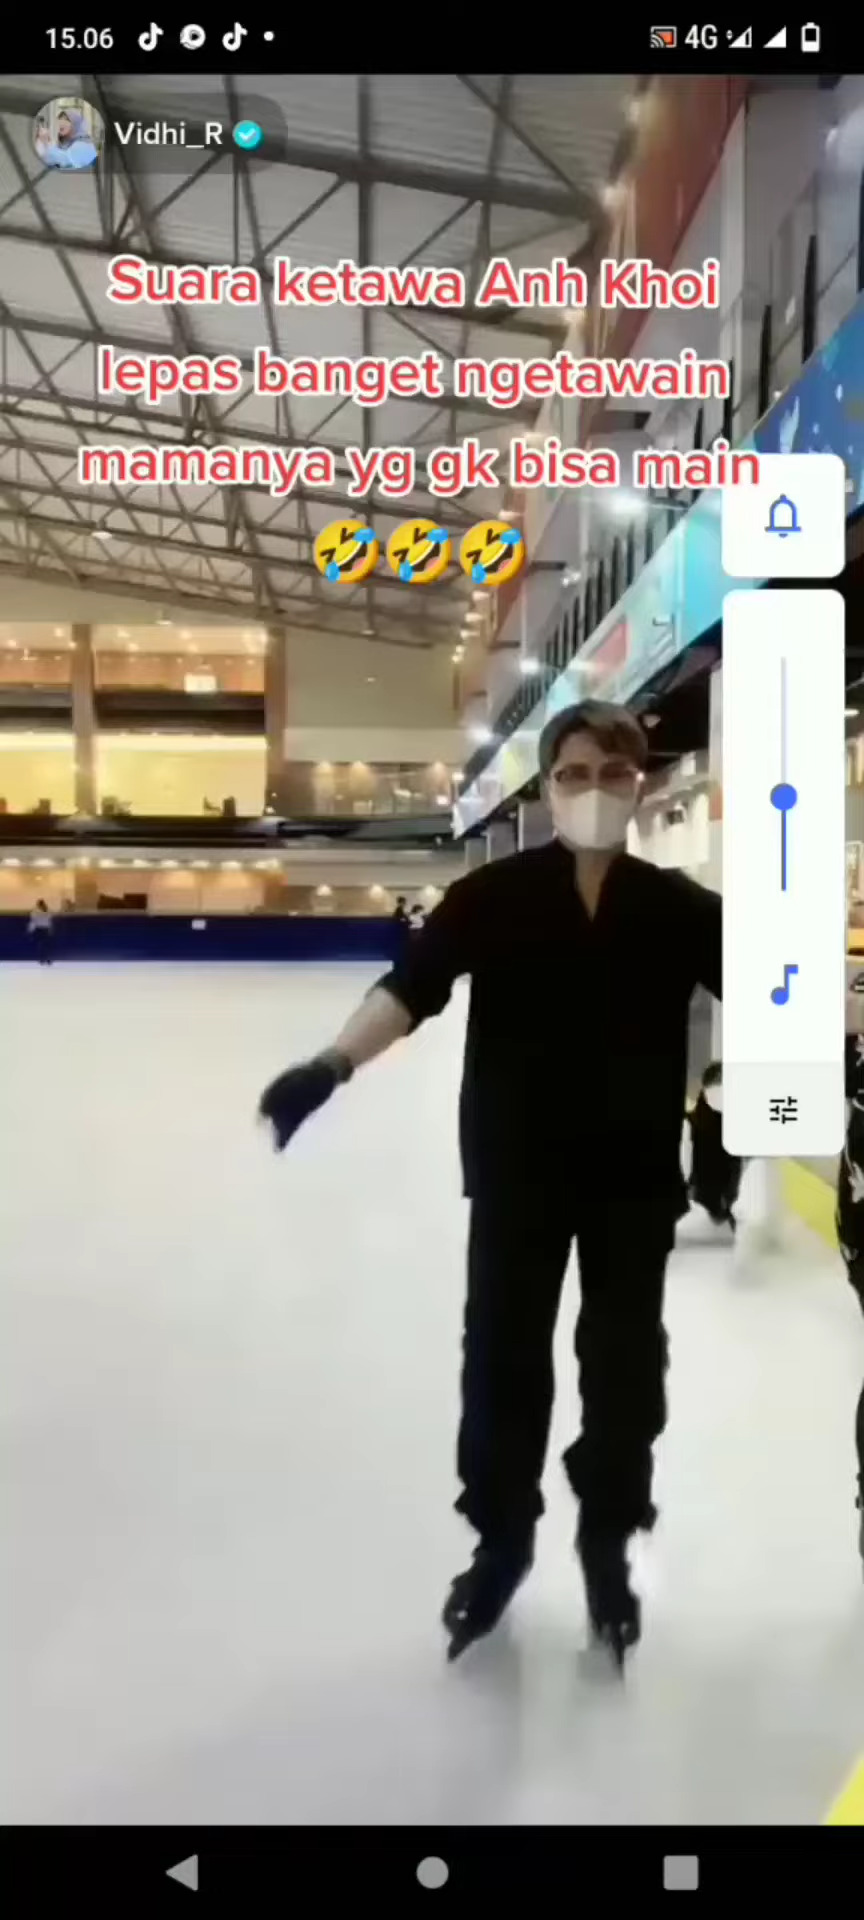 15.06
4G
Vidhi_R
Suara ketawa Anh Khoi
lepas banget ngetawain
mamanya yg gk bisa main
🤣🤣🤣